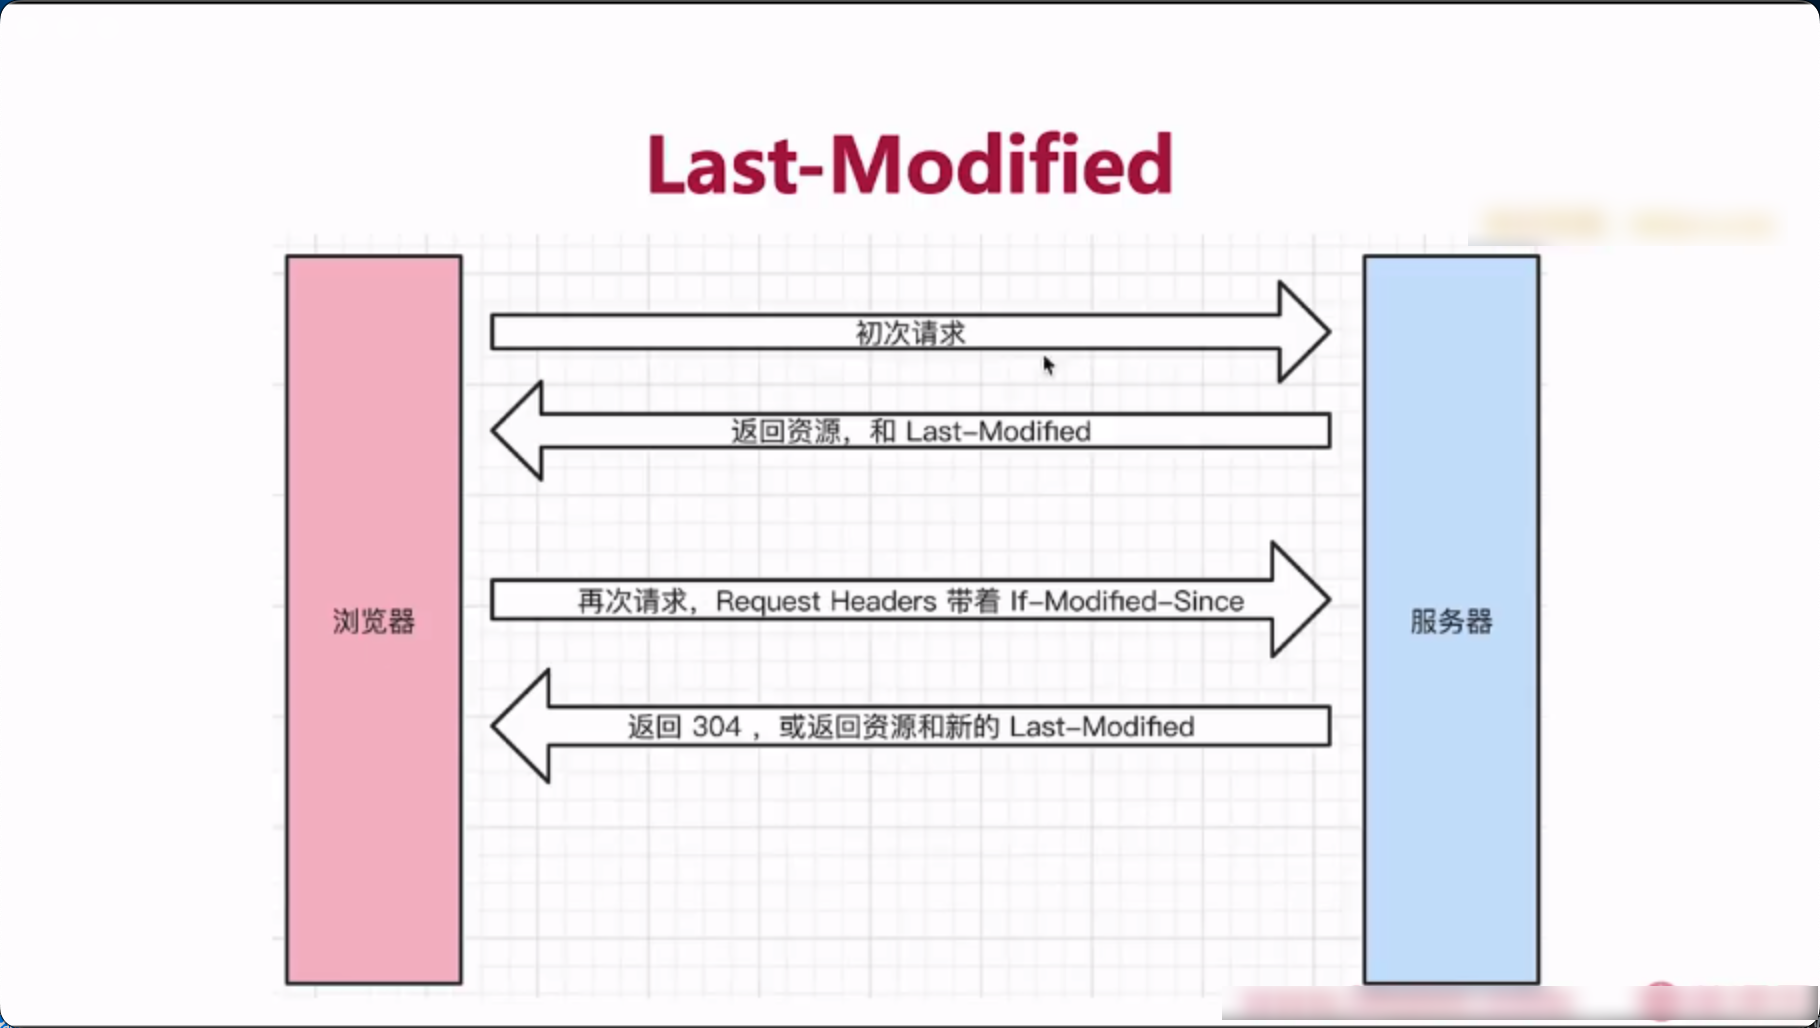 Last-Modified
初次请求
返回资源，和 Last-Modified
浏览器
再次请求，Request Headers 带着 If-Modified-Since
服务器
返回 304 ，或返回资源和新的 Last-Modified